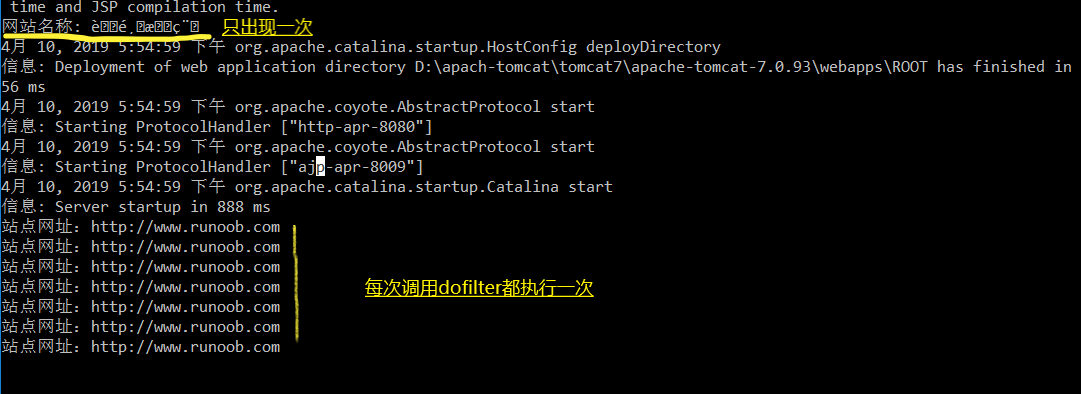 time and JSP compilation time.
网站名称: 只出现一次
4月 10, 2019 5:54:59 下午 org.apache.catalina.startup.HostConfig deployDirectory
信息: Deployment of web application directory D:\apach-tomcat\tomcat7\apache-tomcat-7.0.93\webapps\ROOT has finished in
56 ms
4月 10, 2019 5:54:59 下午 org.apache.coyote.AbstractProtocol start
信息: Starting ProtocolHandler ["http-apr-8080"]
4月 10, 2019 5:54:59 下午 org.apache.coyote.AbstractProtocol start
信息: Starting ProtocolHandler ["ajp-apr-8009"]
4月 10, 2019 5:54:59 下午 org.apache.catalina.startup.Catalina start
信息: Server startup in 888 ms
站点网址: http://www.runoob.com
站点网址: http://www.runoob.com
站点网址: http://www.runoob.com
站点网址: http://www.runoob.com 每次调用dofilter都执行一次
站点网址: http://www.runoob.com
站点网址: http://www.runoob.com
站点网址: http://www.runoob.com